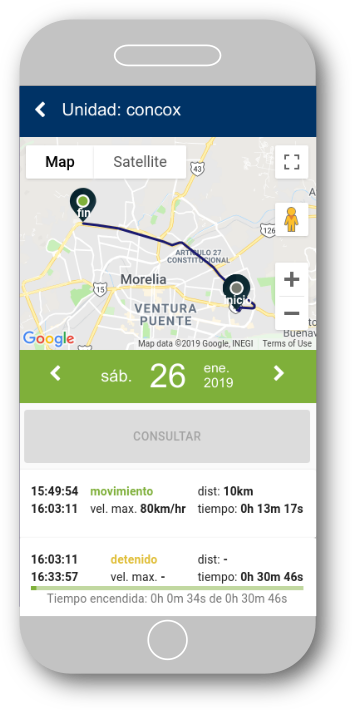 Unidad: concox
Map
Satellite
43
fin
126
ARTICULO 27
CONSTITUCIONAL
Morelia
inicio
15
VENTURA
PUENTE
to
Buenav
Google
Map data ©2019 Google, INEGI
Terms of Use
sáb. 26 ene.
2019
CONSULTAR
15:49:54 movimiento dist: 10km
16:03:11 vel. max. 80km/hr tiempo: 0h 13m 17s
16:03:11 detenido dist: -
16:33:57 vel. max. - tiempo: 0h 30m 46s
Tiempo encendida: 0h 0m 34s de 0h 30m 46s